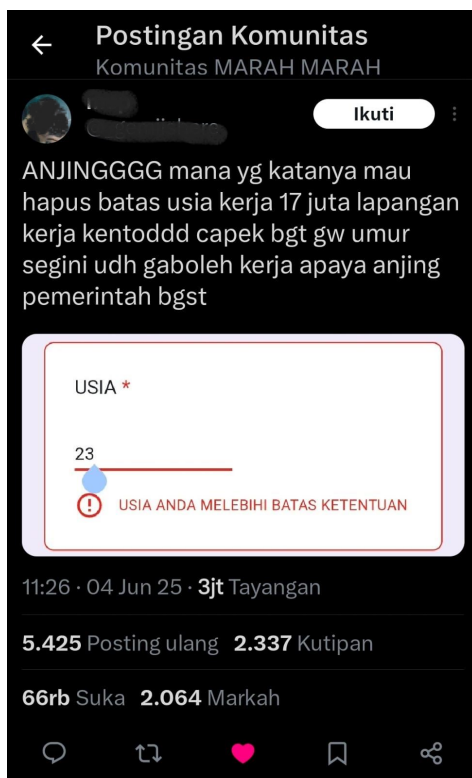 Postingan Komunitas
Komunitas MARAH MARAH
Ikuti
ANJINGGGG mana yg katanya mau
hapus batas usia kerja 17 juta lapangan
kerja kentoddd capek bgt gw umur
segini udh gaboleh kerja apaya anjing
pemerintah bgst
USIA *
23
USIA ANDA MELEBIHI BATAS KETENTUAN
11:26 · 04 Jun 25 · 3jt Tayangan
5.425 Posting ulang 2.337 Kutipan
66rb Suka 2.064 Markah